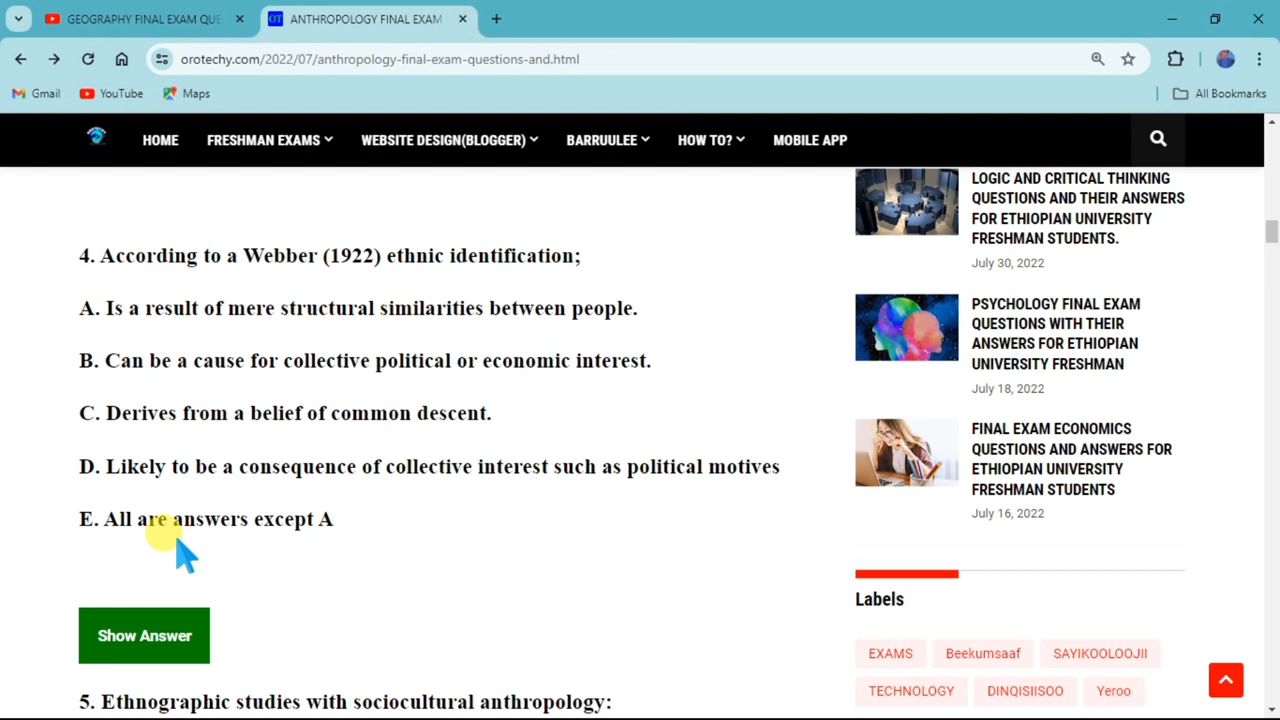 GEOGRAPHY FINAL EXAM QUE
OT
ANTHROPOLOGY FINAL EXAM
orotechy.com/2022/07/anthropology-final-exam-questions-and.html
Gmail
YouTube
Maps
All Bookmarks
HOME
FRESHMAN EXAMS
WEBSITE DESIGN(BLOGGER)
BARRUULEE
HOW TO?
MOBILE APP
4. According to a Webber (1922) ethnic identification;
A. Is a result of mere structural similarities between people.
B. Can be a cause for collective political or economic interest.
C. Derives from a belief of common descent.
D. Likely to be a consequence of collective interest such as political motives
E. All are answers except A
Show Answer
5. Ethnographic studies with sociocultural anthropology:
LOGIC AND CRITICAL THINKING
QUESTIONS AND THEIR ANSWERS
FOR ETHIOPIAN UNIVERSITY
FRESHMAN STUDENTS.
July 30, 2022
PSYCHOLOGY FINAL EXAM
QUESTIONS WITH THEIR
ANSWERS FOR ETHIOPIAN
UNIVERSITY FRESHMAN
July 18, 2022
FINAL EXAM ECONOMICS
QUESTIONS AND ANSWERS FOR
ETHIOPIAN UNIVERSITY
FRESHMAN STUDENTS
July 16, 2022
Labels
EXAMS
Beekumsaaf
SAYIKOOLOOJII
TECHNOLOGY
DINQISIISOO
Yeroo